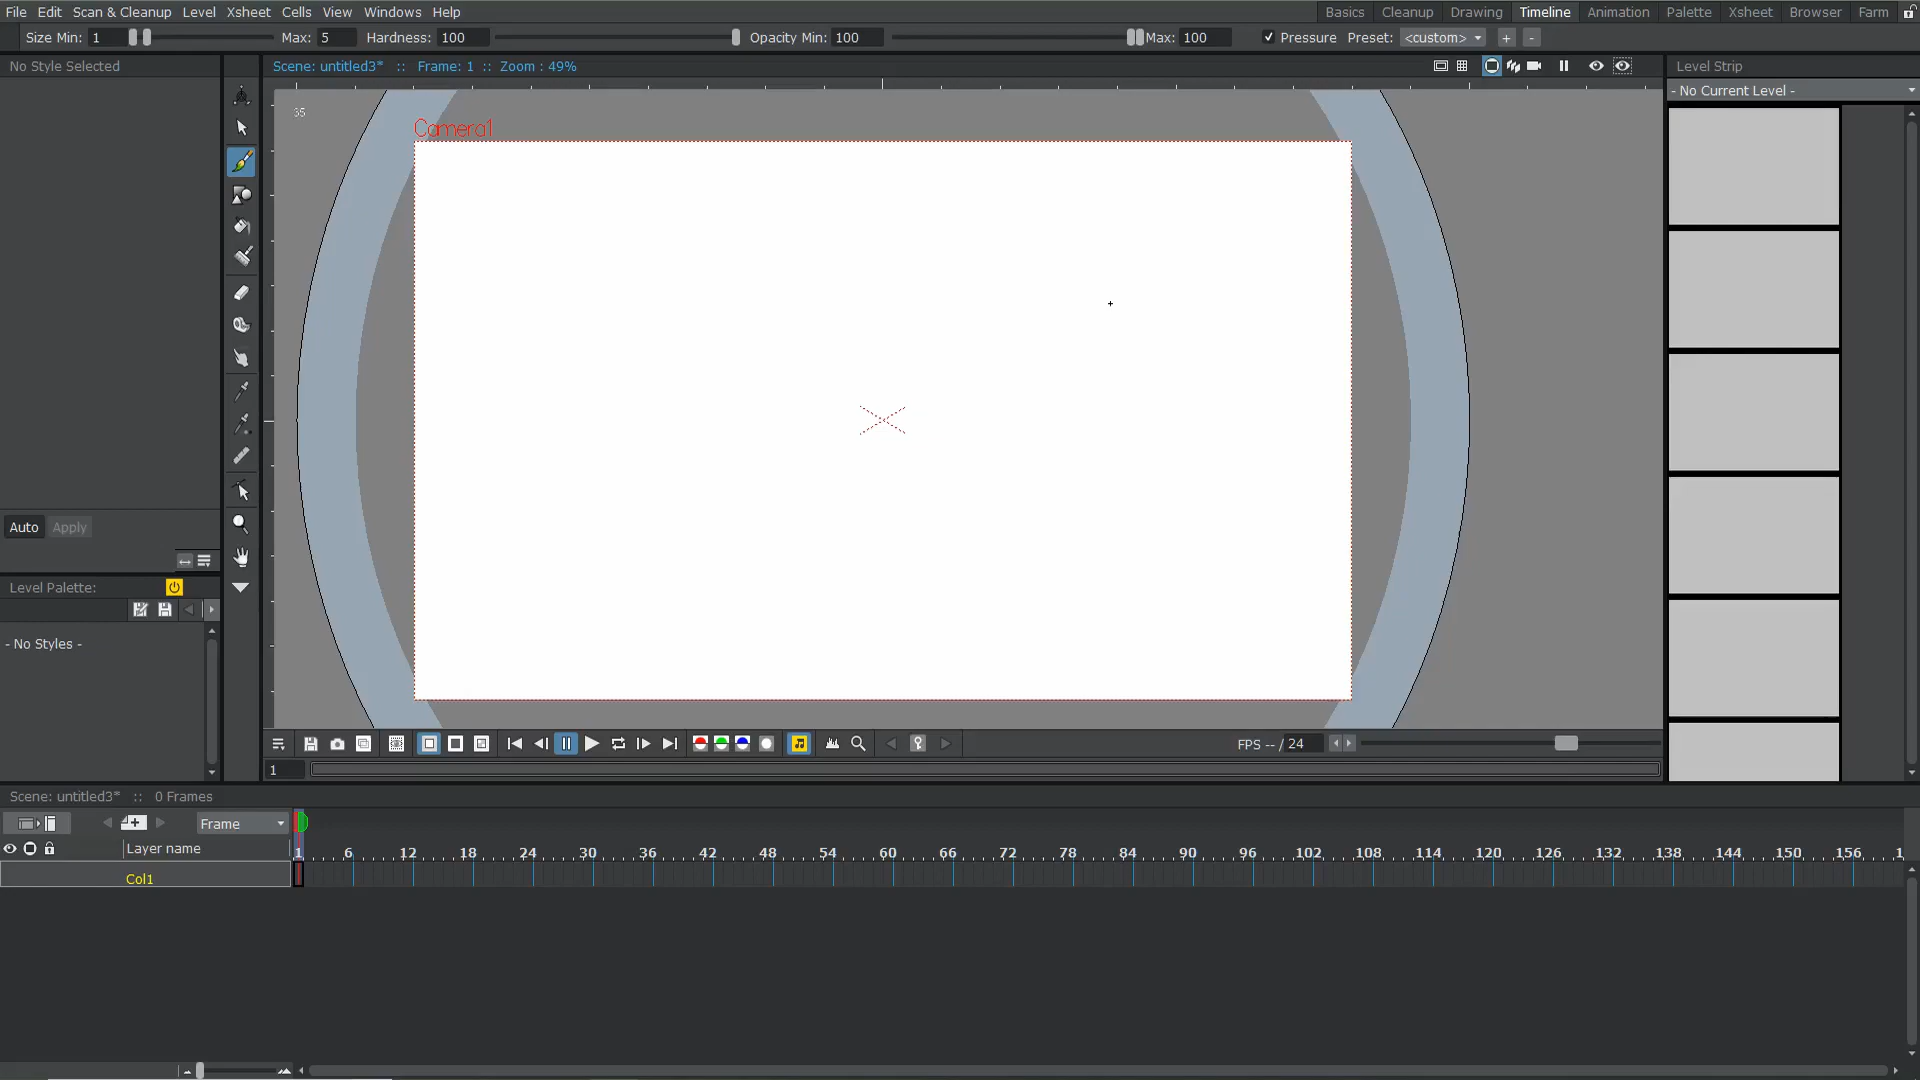 File Edit Scan & Cleanup Level Xsheet Cells View Windows Help
Basics Cleanup Drawing Timeline Animation Palette Xsheet Browser Farm
Size Min: 1 Max: 5 Hardness: 100 Opacity Min: 100 Max: 100 Pressure Preset: <custom> + -
No Style Selected
Scene: untitled3* :: Frame: 1 :: Zoom : 49%
Level Strip
- No Current Level -
35
Camera1
Auto Apply
Level Palette:
- No Styles -
FPS -- / 24
1
Scene: untitled3* :: 0 Frames
Frame
Layer name
1 6 12 18 24 30 36 42 48 54 60 66 72 78 84 90 96 102 108 114 120 126 132 138 144 150 156 1
Col1